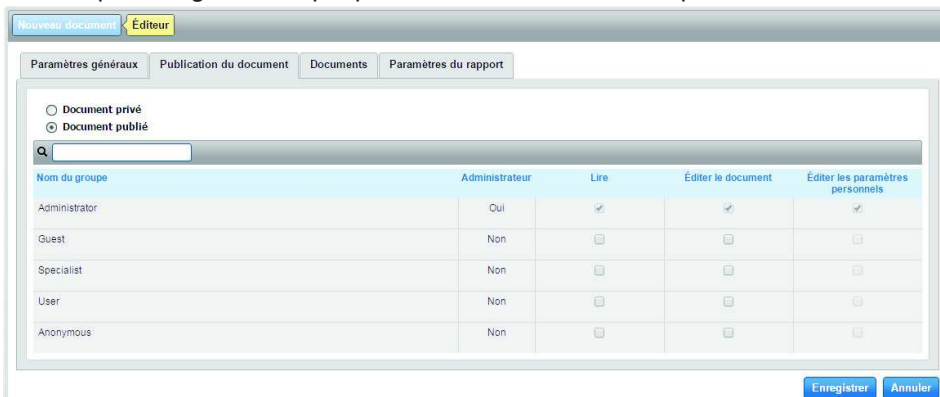 Nouveau document Éditeur
Paramètres généraux Publication du document Documents Paramètres du rapport
Document privé
Document publié
Nom du groupe Administrateur Lire Éditer le document Éditer les paramètres personnels
Administrator Oui
Guest Non
Specialist Non
User Non
Anonymous Non
Enregistrer Annuler